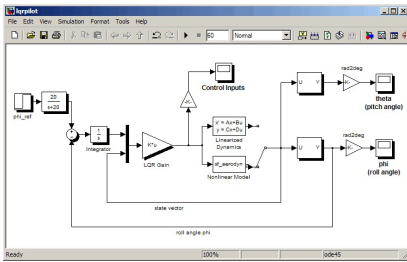 lqrpilot
File Edit View Simulation Format Tools Help
60
Normal
phi_ref
20
s+20
1
s
Integrator
K*u
LQR Gain
Control Inputs
x' = Ax+Bu
y = Cx+Du
Linearized
Dynamics
sf_aerodyn
Nonlinear Model
U Y
rad2deg
theta
(pitch angle)
U Y
rad2deg
phi
(roll angle)
state vector
roll angle phi
Ready
100%
ode45